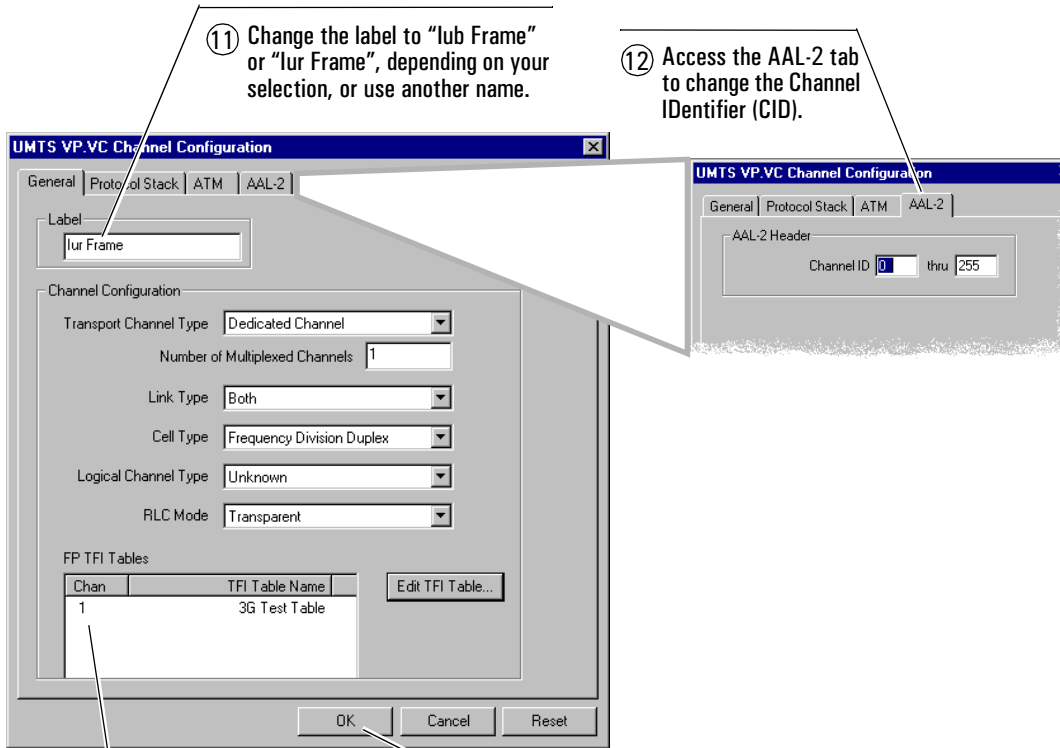 ⑪ Change the label to “Iub Frame”
or “Iur Frame”, depending on your
selection, or use another name.
⑫ Access the AAL-2 tab
to change the Channel
IDentifier (CID).
UMTS VP.VC Channel Configuration
General Protocol Stack ATM AAL-2
Label
Iur Frame
Channel Configuration
Transport Channel Type Dedicated Channel
Number of Multiplexed Channels 1
Link Type Both
Cell Type Frequency Division Duplex
Logical Channel Type Unknown
RLC Mode Transparent
FP TFI Tables
Chan TFI Table Name
1 3G Test Table
Edit TFI Table...
OK Cancel Reset
UMTS VP.VC Channel Configuration
General Protocol Stack ATM AAL-2
AAL-2 Header
Channel ID 0 thru 255